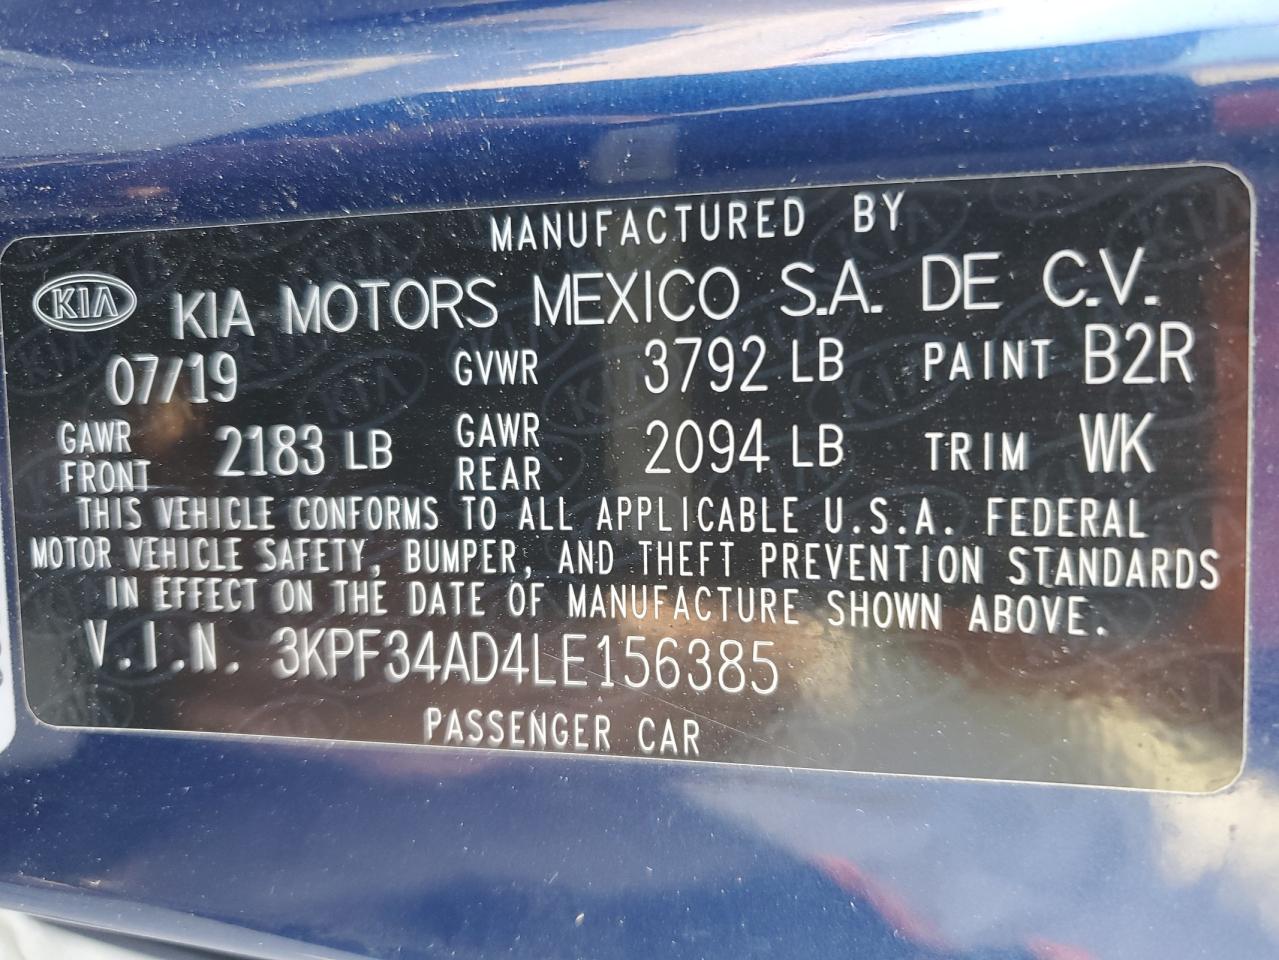 MANUFACTURED BY
KIA KIA MOTORS MEXICO S.A. DE C.V.
07/19 GVWR 3792 LB PAINT B2R
GAWR FRONT 2183 LB GAWR REAR 2094 LB TRIM WK
THIS VEHICLE CONFORMS TO ALL APPLICABLE U.S.A. FEDERAL
MOTOR VEHICLE SAFETY, BUMPER, AND THEFT PREVENTION STANDARDS
IN EFFECT ON THE DATE OF MANUFACTURE SHOWN ABOVE.
V.I.N. 3KPF34AD4LE156385
PASSENGER CAR